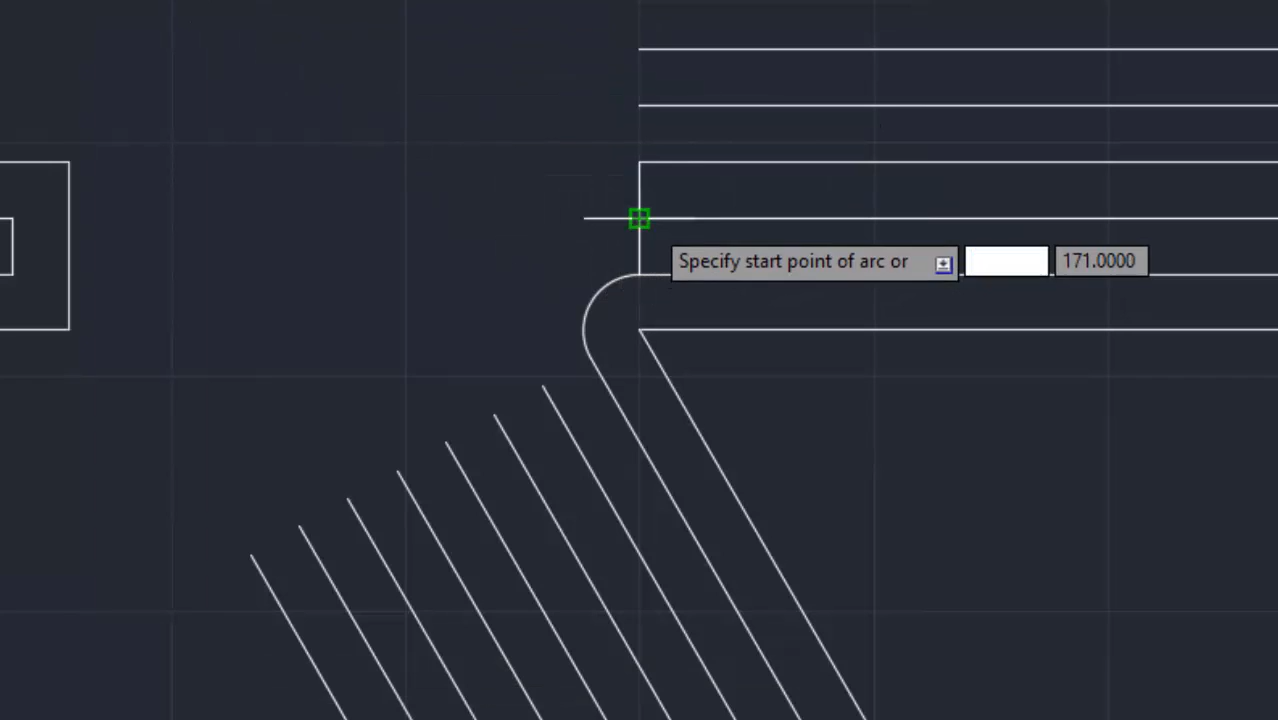 Specify start point of arc or 171.0000